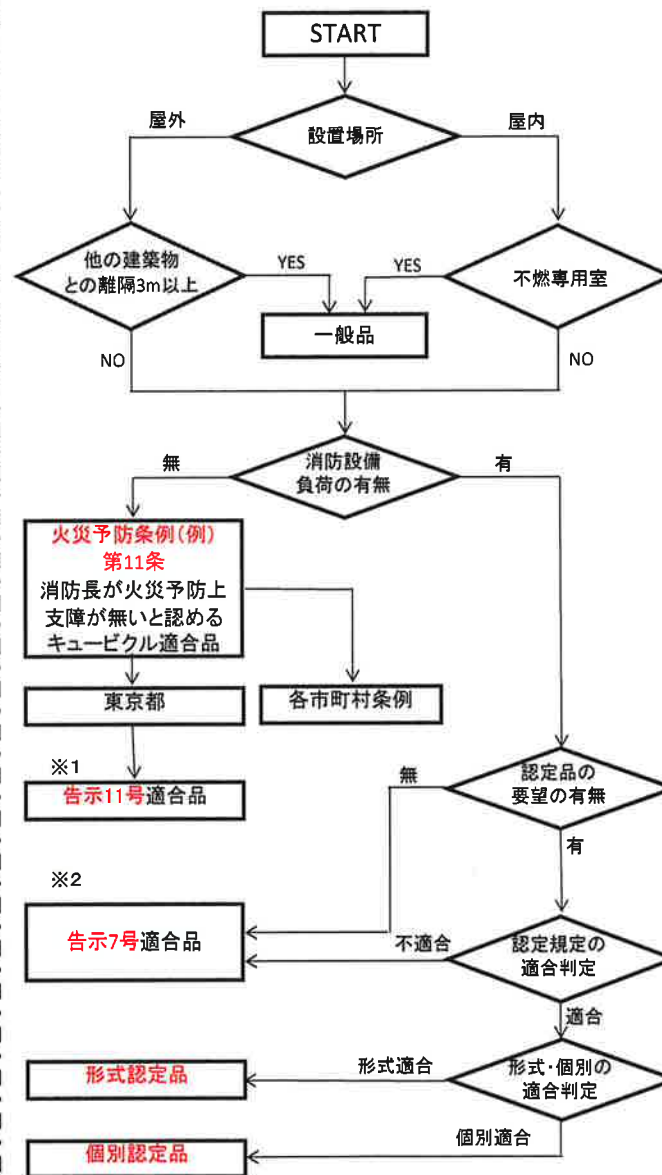 START
設置場所
屋外
屋内
他の建築物
との離隔3m以上
YES
YES
不燃専用室
一般品
NO
NO
消防設備
負荷の有無
無
有
火災予防条例(例)
第11条
消防長が火災予防上
支障が無いと認める
キュービクル適合品
東京都
各市町村条例
※1
告示11号適合品
認定品の
要望の有無
無
有
※2
告示7号適合品
不適合
認定規定の
適合判定
適合
形式認定品
形式適合
形式・個別の
適合判定
個別適合
個別認定品